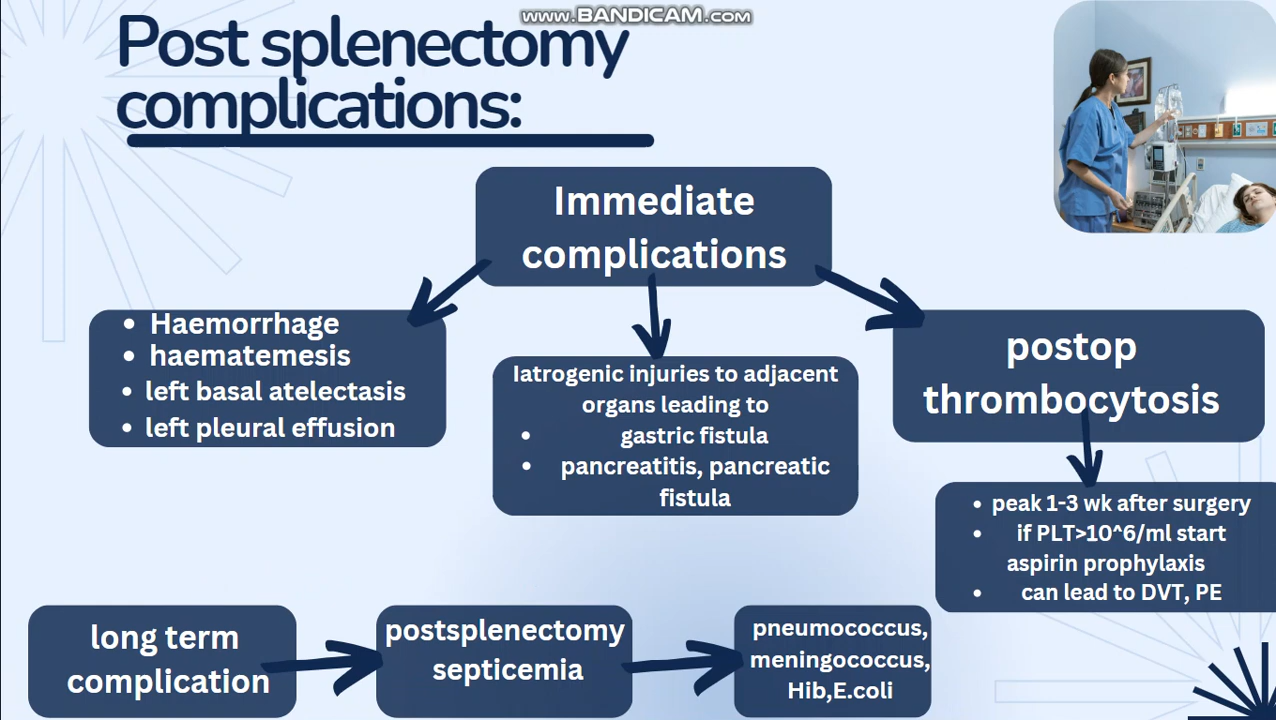 www.BANDICAM.com
Post splenectomy
complications:
Immediate
complications
• Haemorrhage
• haematemesis
• left basal atelectasis
• left pleural effusion
Iatrogenic injuries to adjacent
organs leading to
• gastric fistula
• pancreatitis, pancreatic
fistula
postop
thrombocytosis
• peak 1-3 wk after surgery
• if PLT>10^6/ml start
aspirin prophylaxis
• can lead to DVT, PE
long term
complication
postsplenectomy
septicemia
pneumococcus,
meningococcus,
Hib,E.coli